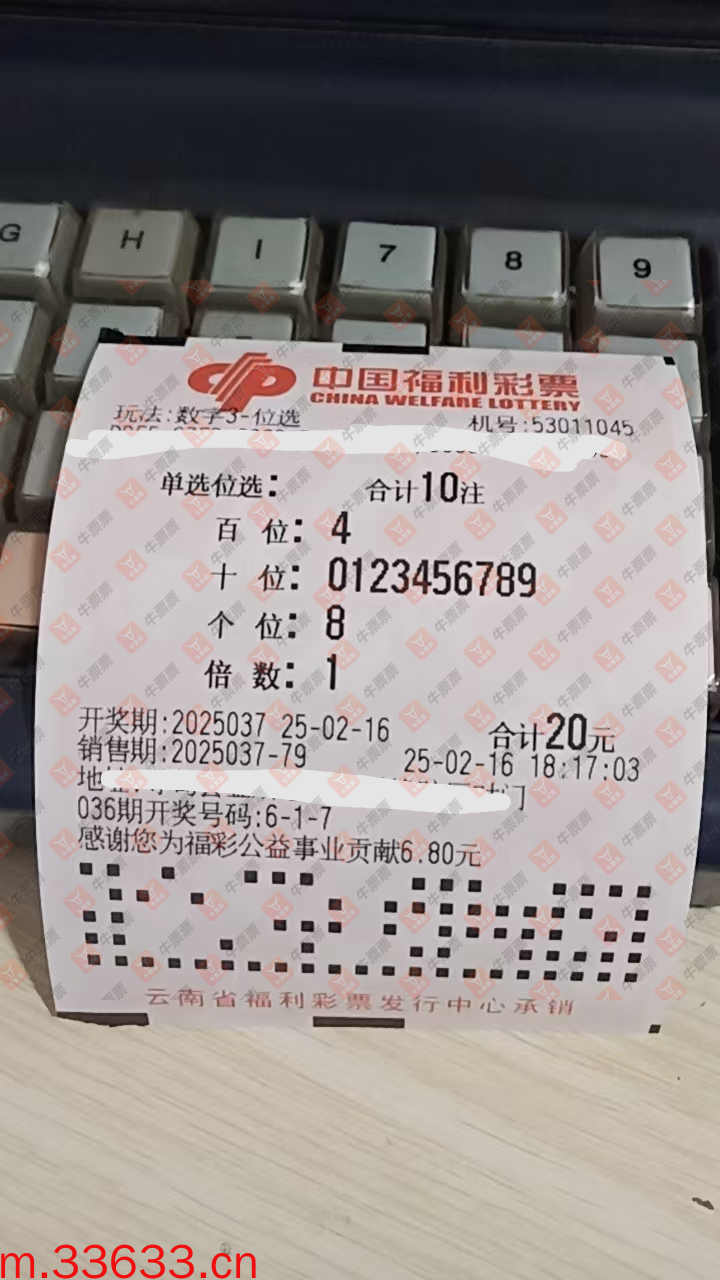 G H I 7 8 9
中国福利彩票
CHINA WELFARE LOTTERY
玩法:数字3-位选 机号:53011045
单选位选: 合计10注
百 位: 4
十 位: 0123456789
个 位: 8
倍 数: 1
开奖期:2025037 25-02-16 合计20元
销售期:2025037-79 25-02-16 18:17:03
036期开奖号码:6-1-7
感谢您为福彩公益事业贡献6.80元
云南省福利彩票发行中心承销
牛票票
m.33633.cn